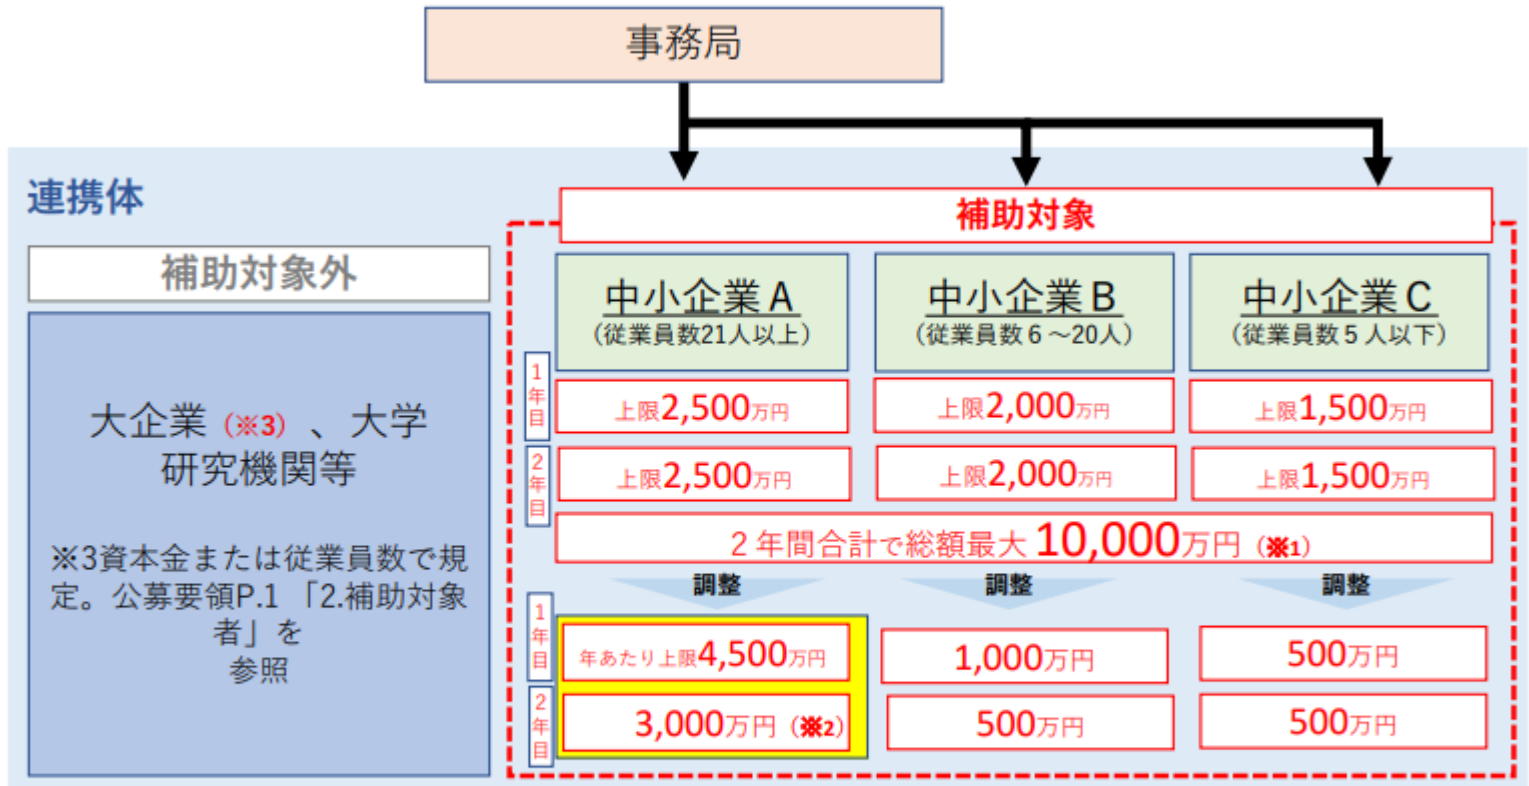 事務局
連携体
補助対象外
大企業（※3）、大学
研究機関等
※3資本金または従業員数で規
定。公募要領P.1 「2.補助対象
者」を
参照
補助対象
中小企業A
（従業員数21人以上）
中小企業B
（従業員数6～20人）
中小企業C
（従業員数5人以下）
1年目
上限2,500万円
上限2,000万円
上限1,500万円
2年目
上限2,500万円
上限2,000万円
上限1,500万円
2年間合計で総額最大10,000万円（※1）
調整
調整
調整
1年目
年あたり上限4,500万円
1,000万円
500万円
2年目
3,000万円（※2）
500万円
500万円